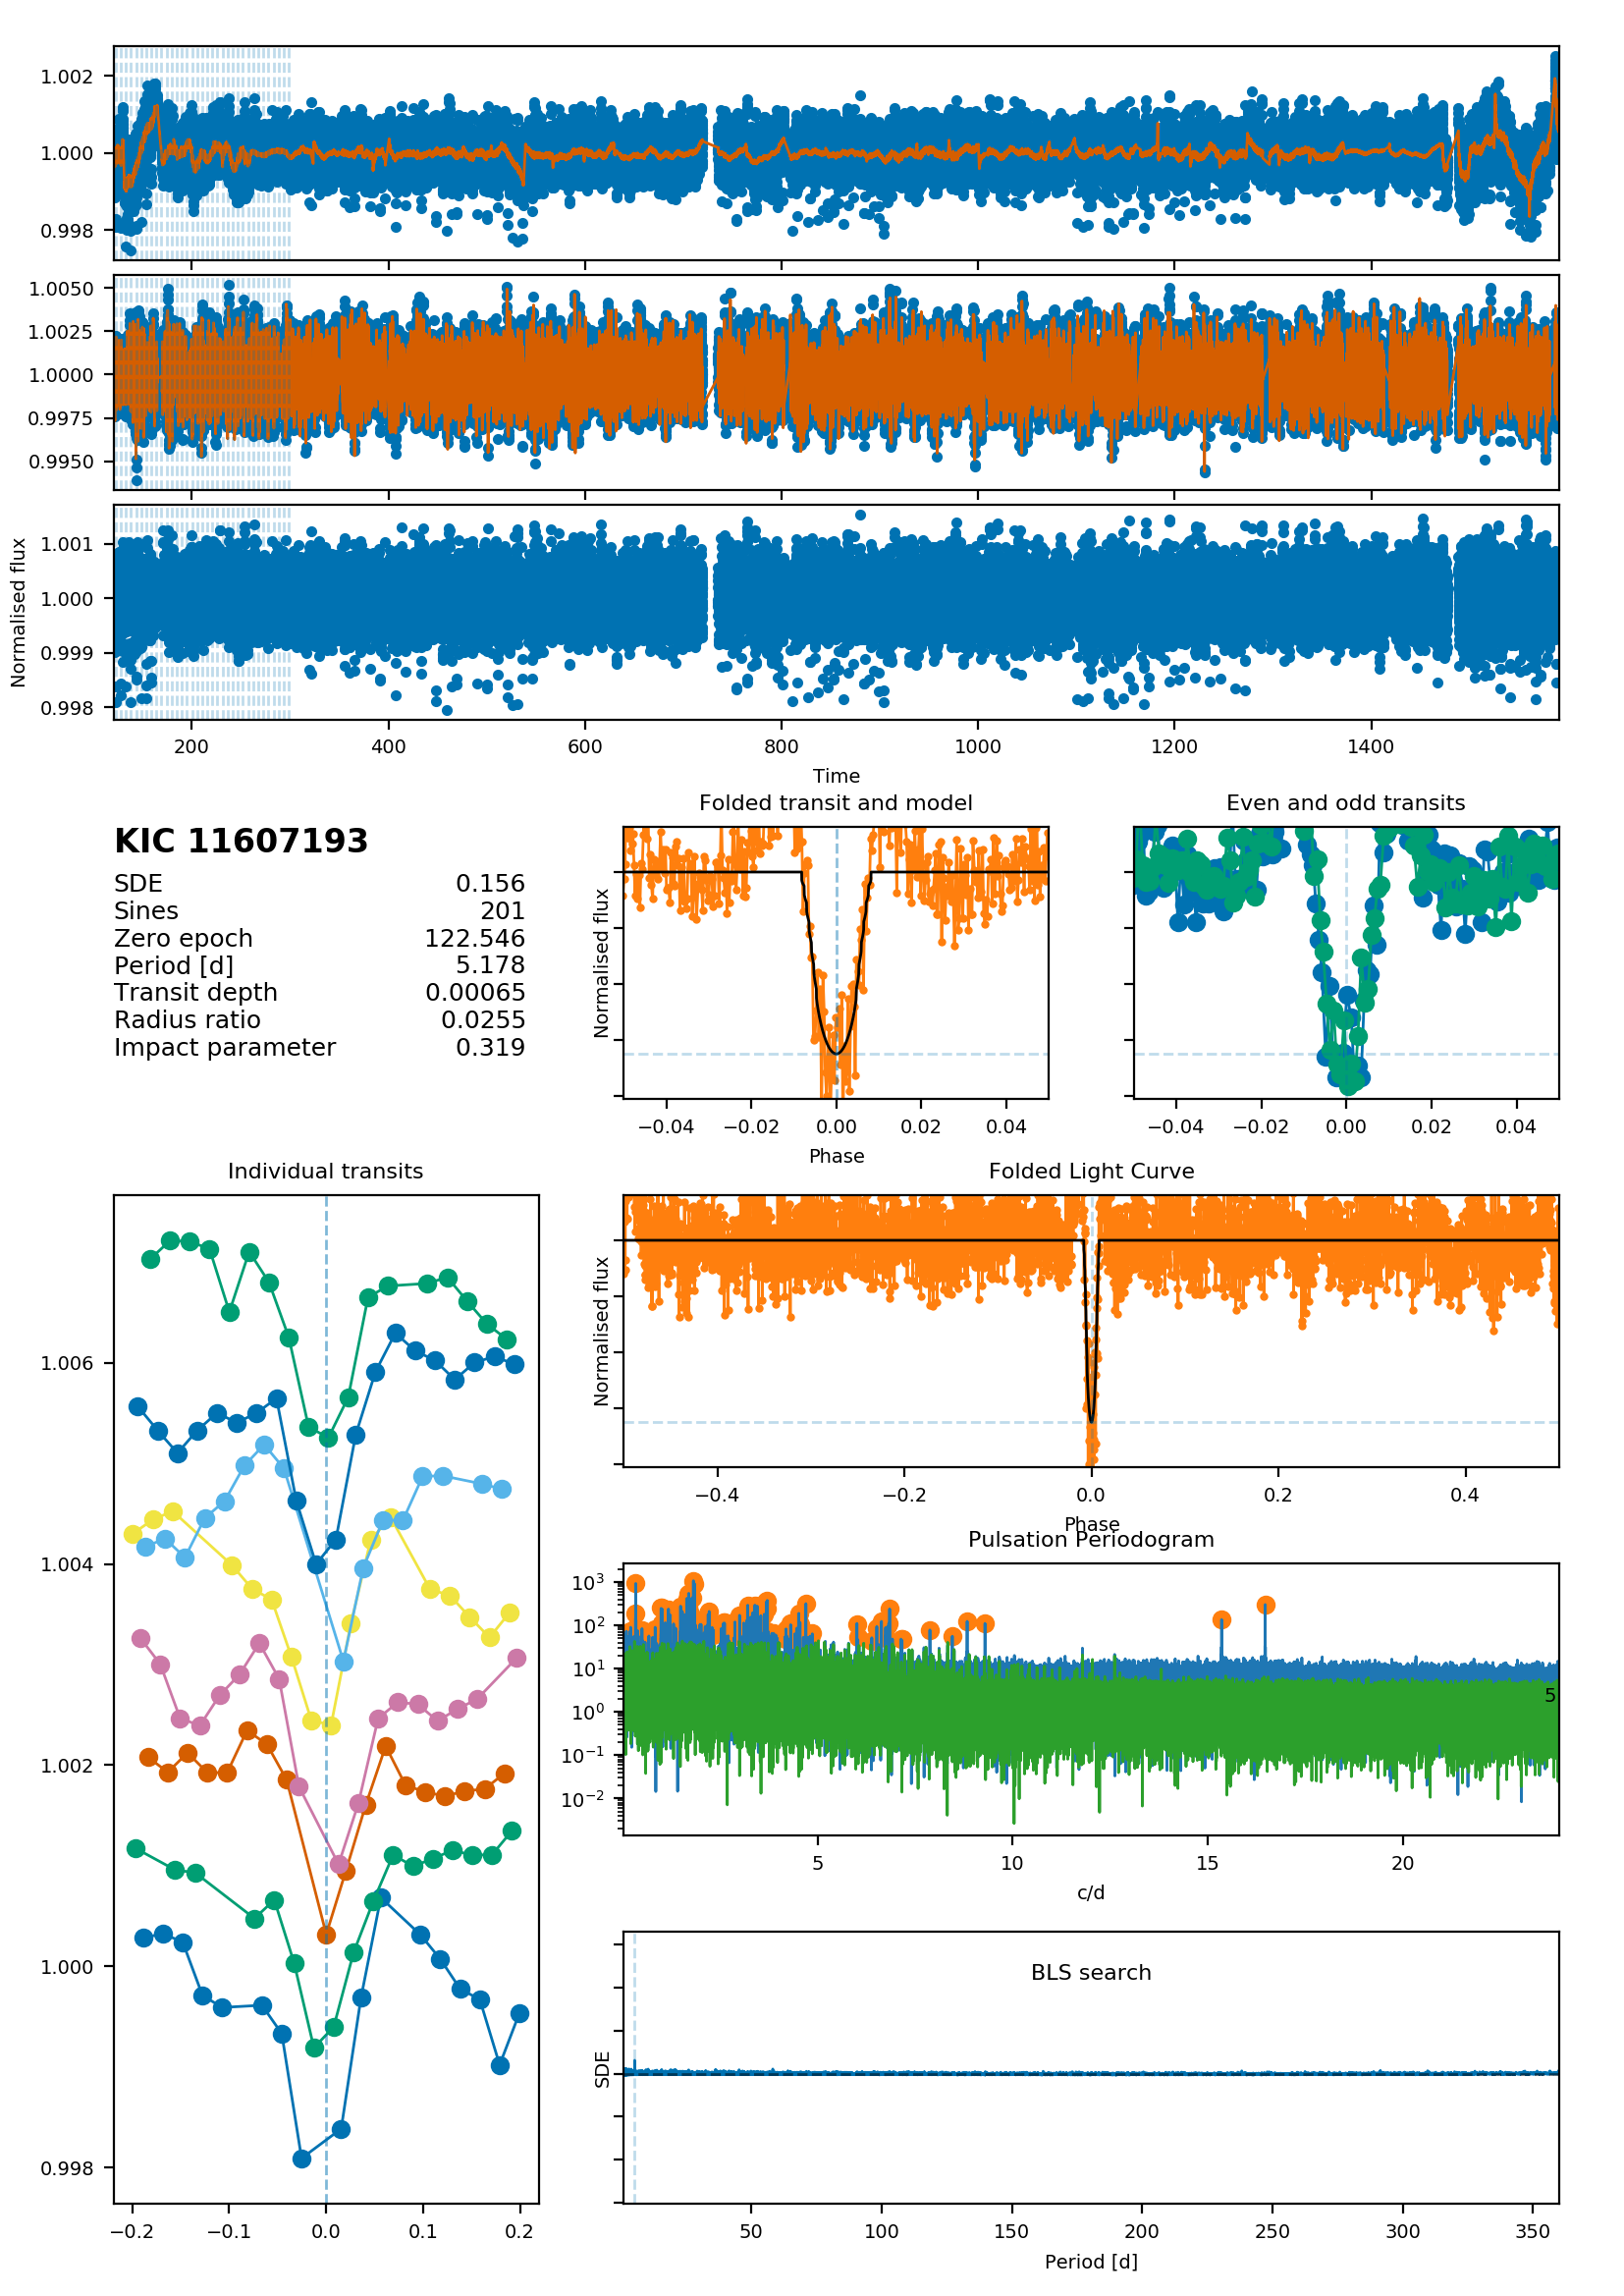 1.002
1.000
0.998
1.0050
1.0025
1.0000
0.9975
0.9950
1.001
1.000
0.999
0.998
Normalised flux
200 400 600 800 1000 1200 1400
Time
KIC 11607193
SDE 0.156
Sines 201
Zero epoch 122.546
Period [d] 5.178
Transit depth 0.00065
Radius ratio 0.0255
Impact parameter 0.319
Folded transit and model
Normalised flux
−0.04 −0.02 0.00 0.02 0.04
Phase
Even and odd transits
−0.04 −0.02 0.00 0.02 0.04
Individual transits
1.006
1.004
1.002
1.000
0.998
−0.2 −0.1 0.0 0.1 0.2
Folded Light Curve
Normalised flux
−0.4 −0.2 0.0 0.2 0.4
Phase
Pulsation Periodogram
10³
10²
10¹
10⁰
10⁻¹
10⁻²
5
5 10 15 20
c/d
BLS search
SDE
50 100 150 200 250 300 350
Period [d]